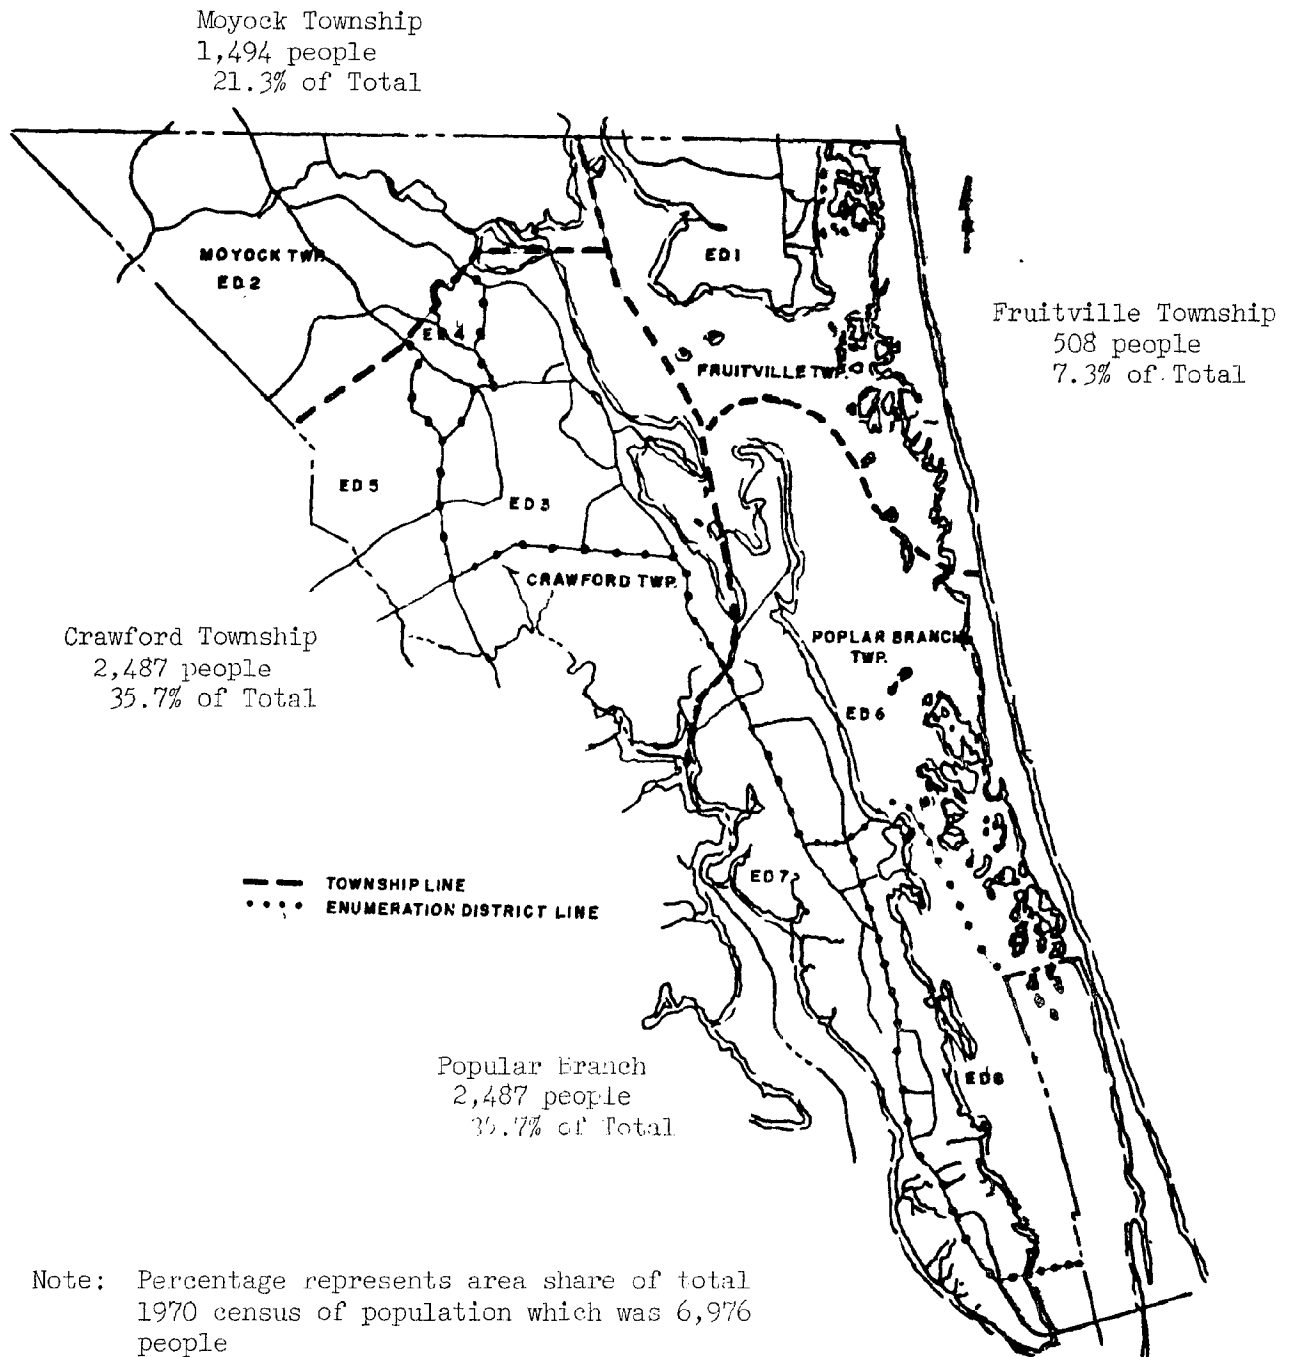 Moyock Township
1,494 people
21.3% of Total
MOYOCK TWP.
ED 2
ED 1
ED 4
Fruitville Township
508 people
7.3% of Total
FRUITVILLE TWP.
ED 5
ED 3
CRAWFORD TWP.
Crawford Township
2,487 people
35.7% of Total
POPLAR BRANCH
TWP.
ED 6
ED 7
TOWNSHIP LINE
ENUMERATION DISTRICT LINE
Popular Branch
2,487 people
35.7% of Total
ED 8
Note: Percentage represents area share of total
1970 census of population which was 6,976
people